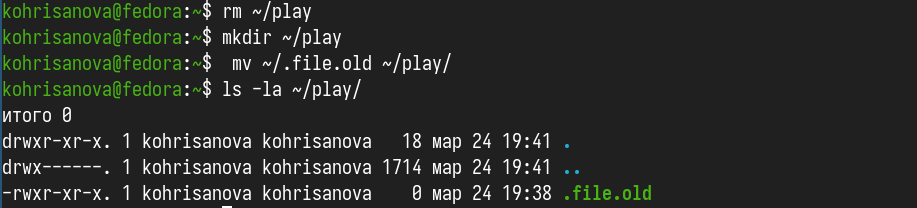 kohrisanova@fedora:~$ rm ~/play
kohrisanova@fedora:~$ mkdir ~/play
kohrisanova@fedora:~$  mv ~/.file.old ~/play/
kohrisanova@fedora:~$ ls -la ~/play/
итого 0
drwxr-xr-x. 1 kohrisanova kohrisanova   18 мар 24 19:41 .
drwx------. 1 kohrisanova kohrisanova 1714 мар 24 19:41 ..
-rwxr-xr-x. 1 kohrisanova kohrisanova    0 мар 24 19:38 .file.old